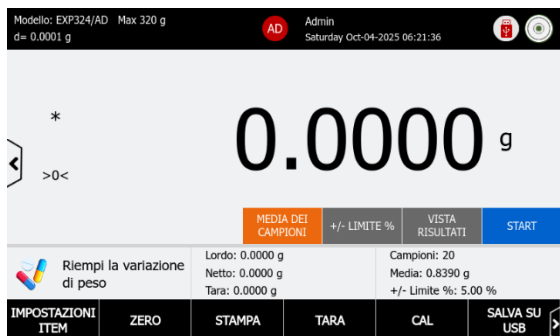 Modello: EXP324/AD Max 320 g
d= 0.0001 g
AD
Admin
Saturday Oct-04-2025 06:21:36
*
>0<
0.0000 g
MEDIA DEI
CAMPIONI
+/- LIMITE %
VISTA
RISULTATI
START
Riempi la variazione
di peso
Lordo: 0.0000 g
Netto: 0.0000 g
Tara: 0.0000 g
Campioni: 20
Media: 0.8390 g
+/- Limite %: 5.00 %
IMPOSTAZIONI
ITEM
ZERO
STAMPA
TARA
CAL
SALVA SU
USB